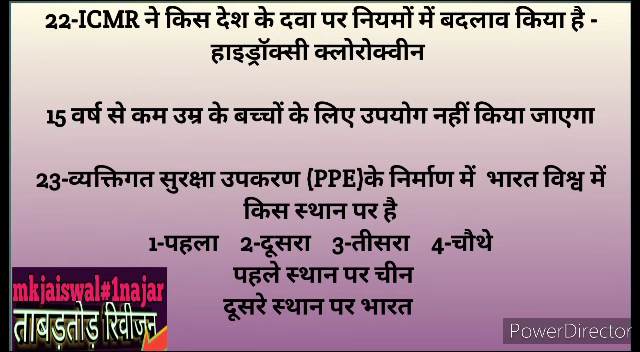 22-ICMR ने किस देश के दवा पर नियमों में बदलाव किया है -
हाइड्रॉक्सी क्लोरोक्वीन
15 वर्ष से कम उम्र के बच्चों के लिए उपयोग नहीं किया जाएगा
23-व्यक्तिगत सुरक्षा उपकरण (PPE)के निर्माण में भारत विश्व में
किस स्थान पर है
1-पहला 2-दूसरा 3-तीसरा 4-चौथे
पहले स्थान पर चीन
दूसरे स्थान पर भारत
mkjaiswal#1najar
ताबड़तोड़ रिवीजन
PowerDirector